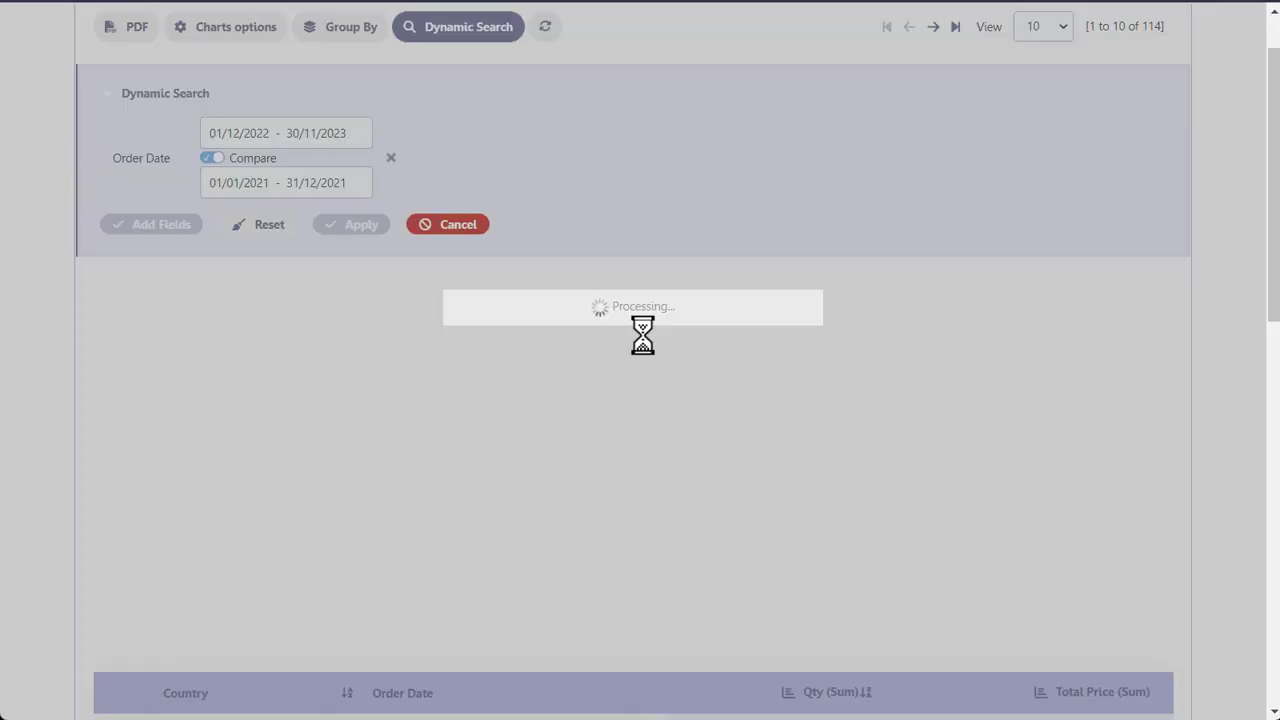 PDF Charts options Group By Dynamic Search View 10 [1 to 10 of 114]
Dynamic Search
01/12/2022 - 30/11/2023
Order Date Compare
01/01/2021 - 31/12/2021
Add Fields Reset Apply Cancel
Processing...
Country Order Date Qty (Sum) Total Price (Sum)